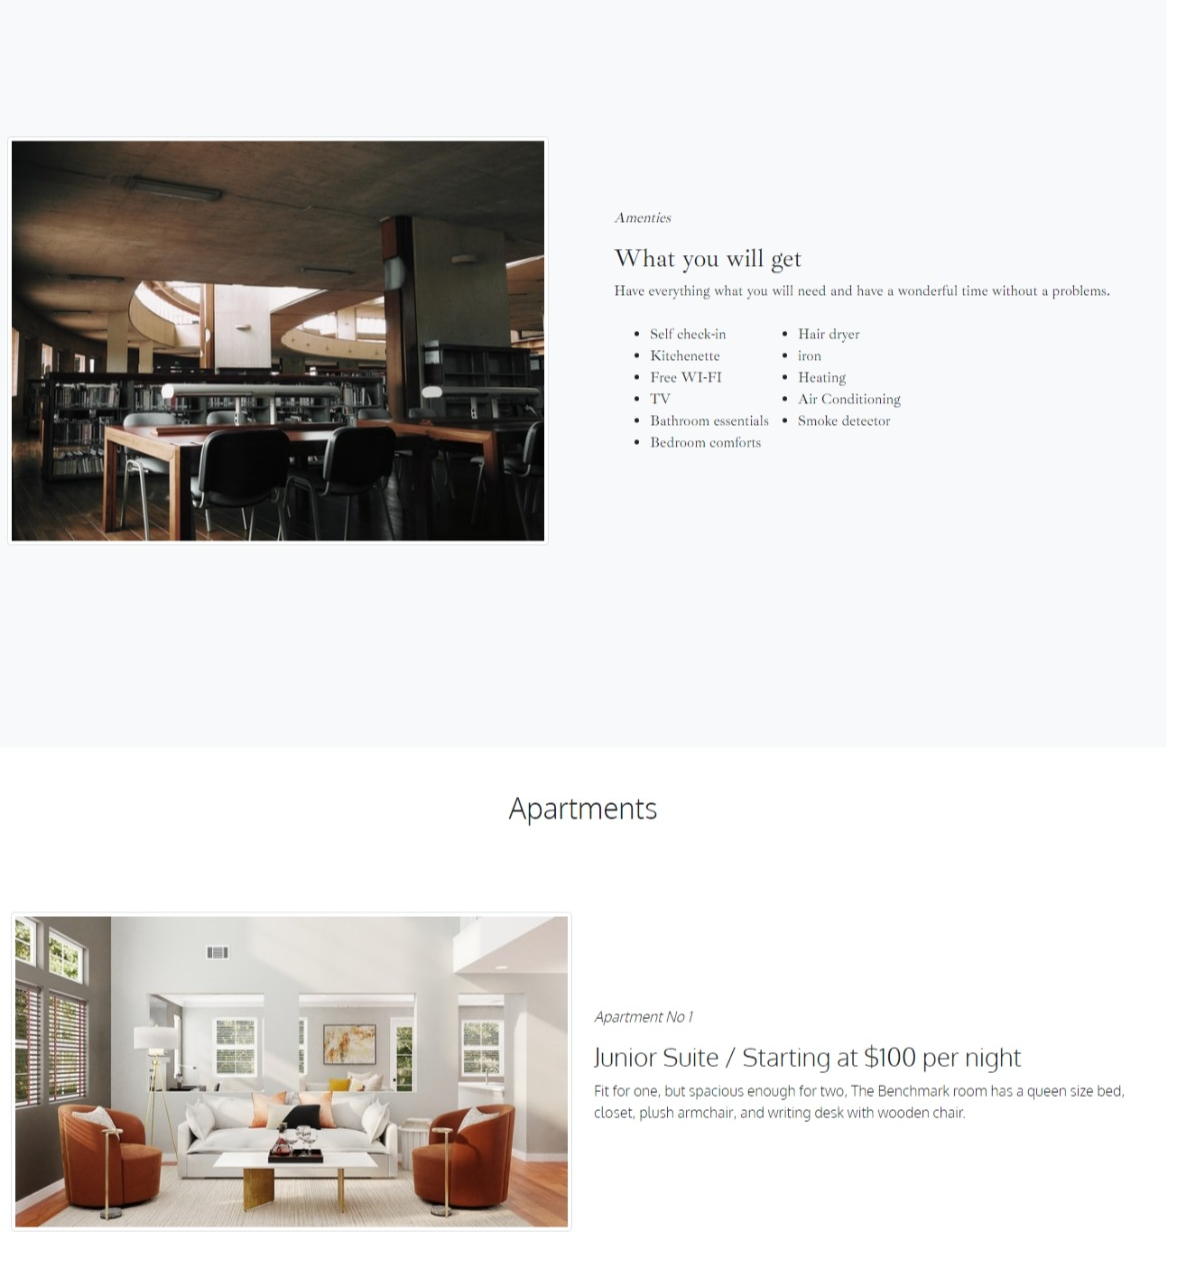 Amenties
What you will get
Have everything what you will need and have a wonderful time without a problems.
Self check-in
Kitchenette
Free WI-FI
TV
Bathroom essentials
Bedroom comforts
Hair dryer
iron
Heating
Air Conditioning
Smoke detector
Apartments
Apartment No 1
Junior Suite / Starting at $100 per night
Fit for one, but spacious enough for two, The Benchmark room has a queen size bed,
closet, plush armchair, and writing desk with wooden chair.